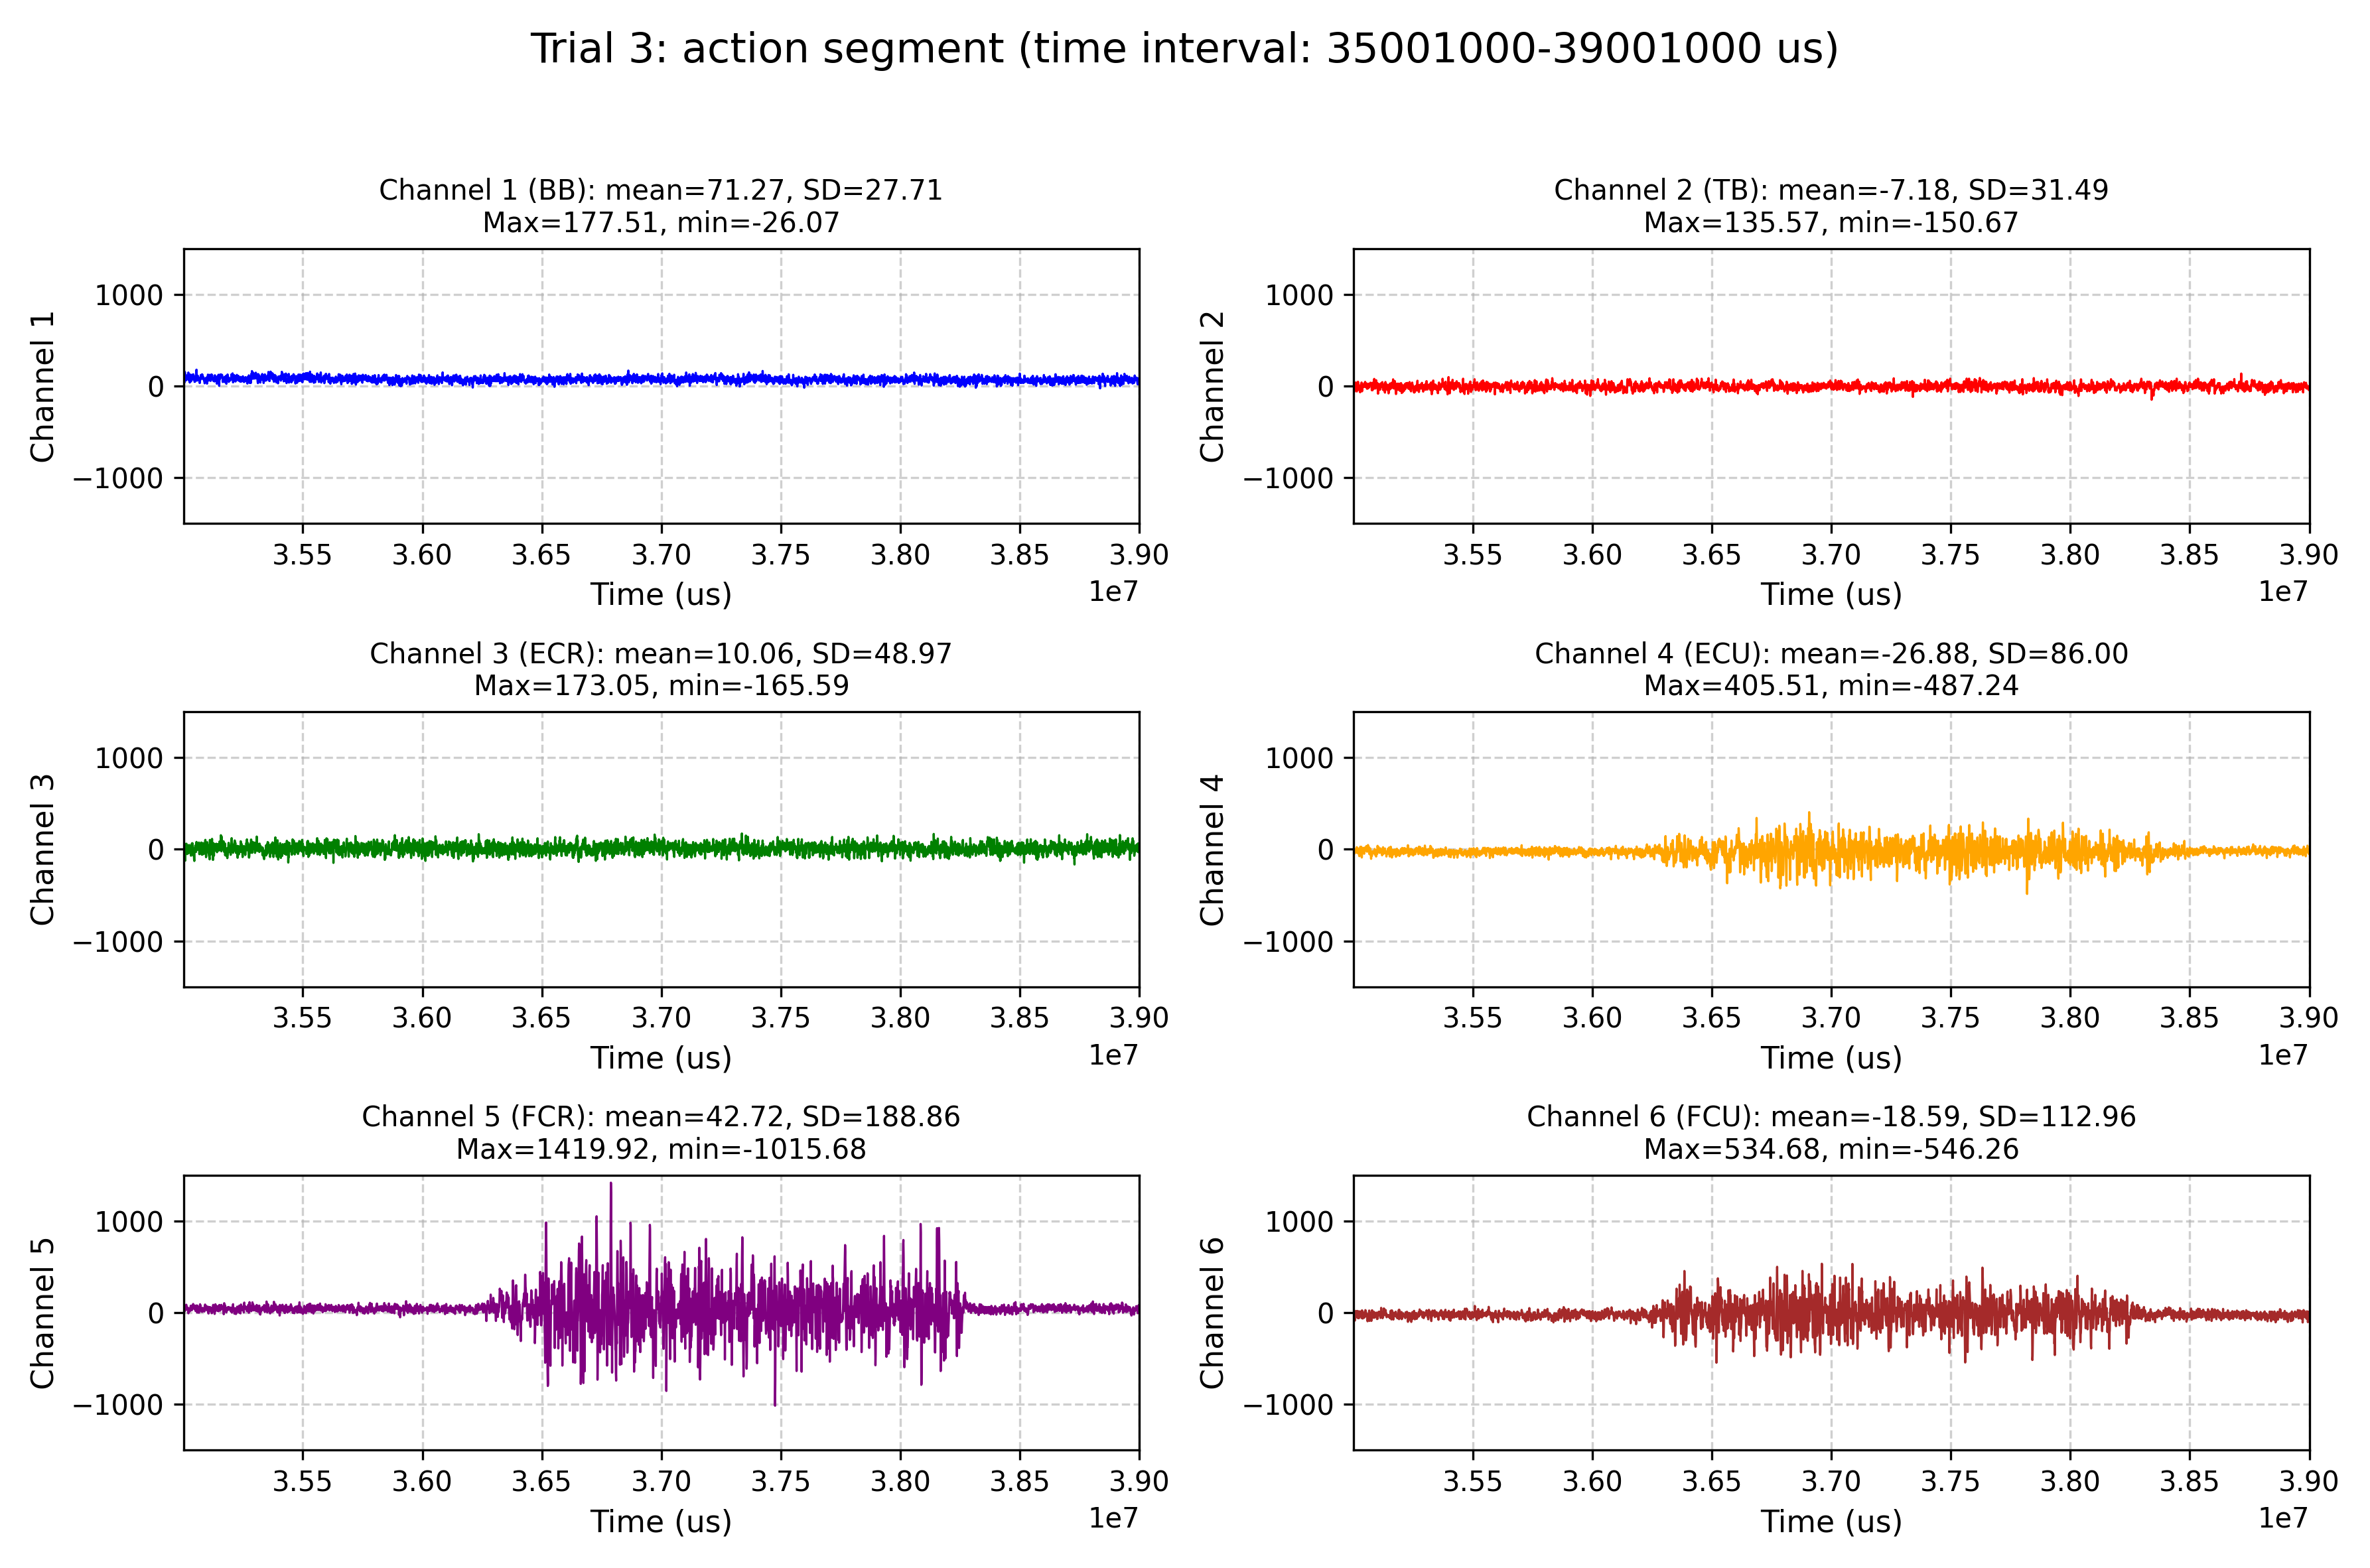 Trial 3: action segment (time interval: 35001000-39001000 us)
Channel 1 (BB): mean=71.27, SD=27.71
Max=177.51, min=-26.07
Channel 1
1000
0
−1000
3.55 3.60 3.65 3.70 3.75 3.80 3.85 3.90
Time (us)
1e7
Channel 2 (TB): mean=-7.18, SD=31.49
Max=135.57, min=-150.67
Channel 2
1000
0
−1000
3.55 3.60 3.65 3.70 3.75 3.80 3.85 3.90
Time (us)
1e7
Channel 3 (ECR): mean=10.06, SD=48.97
Max=173.05, min=-165.59
Channel 3
1000
0
−1000
3.55 3.60 3.65 3.70 3.75 3.80 3.85 3.90
Time (us)
1e7
Channel 4 (ECU): mean=-26.88, SD=86.00
Max=405.51, min=-487.24
Channel 4
1000
0
−1000
3.55 3.60 3.65 3.70 3.75 3.80 3.85 3.90
Time (us)
1e7
Channel 5 (FCR): mean=42.72, SD=188.86
Max=1419.92, min=-1015.68
Channel 5
1000
0
−1000
3.55 3.60 3.65 3.70 3.75 3.80 3.85 3.90
Time (us)
1e7
Channel 6 (FCU): mean=-18.59, SD=112.96
Max=534.68, min=-546.26
Channel 6
1000
0
−1000
3.55 3.60 3.65 3.70 3.75 3.80 3.85 3.90
Time (us)
1e7